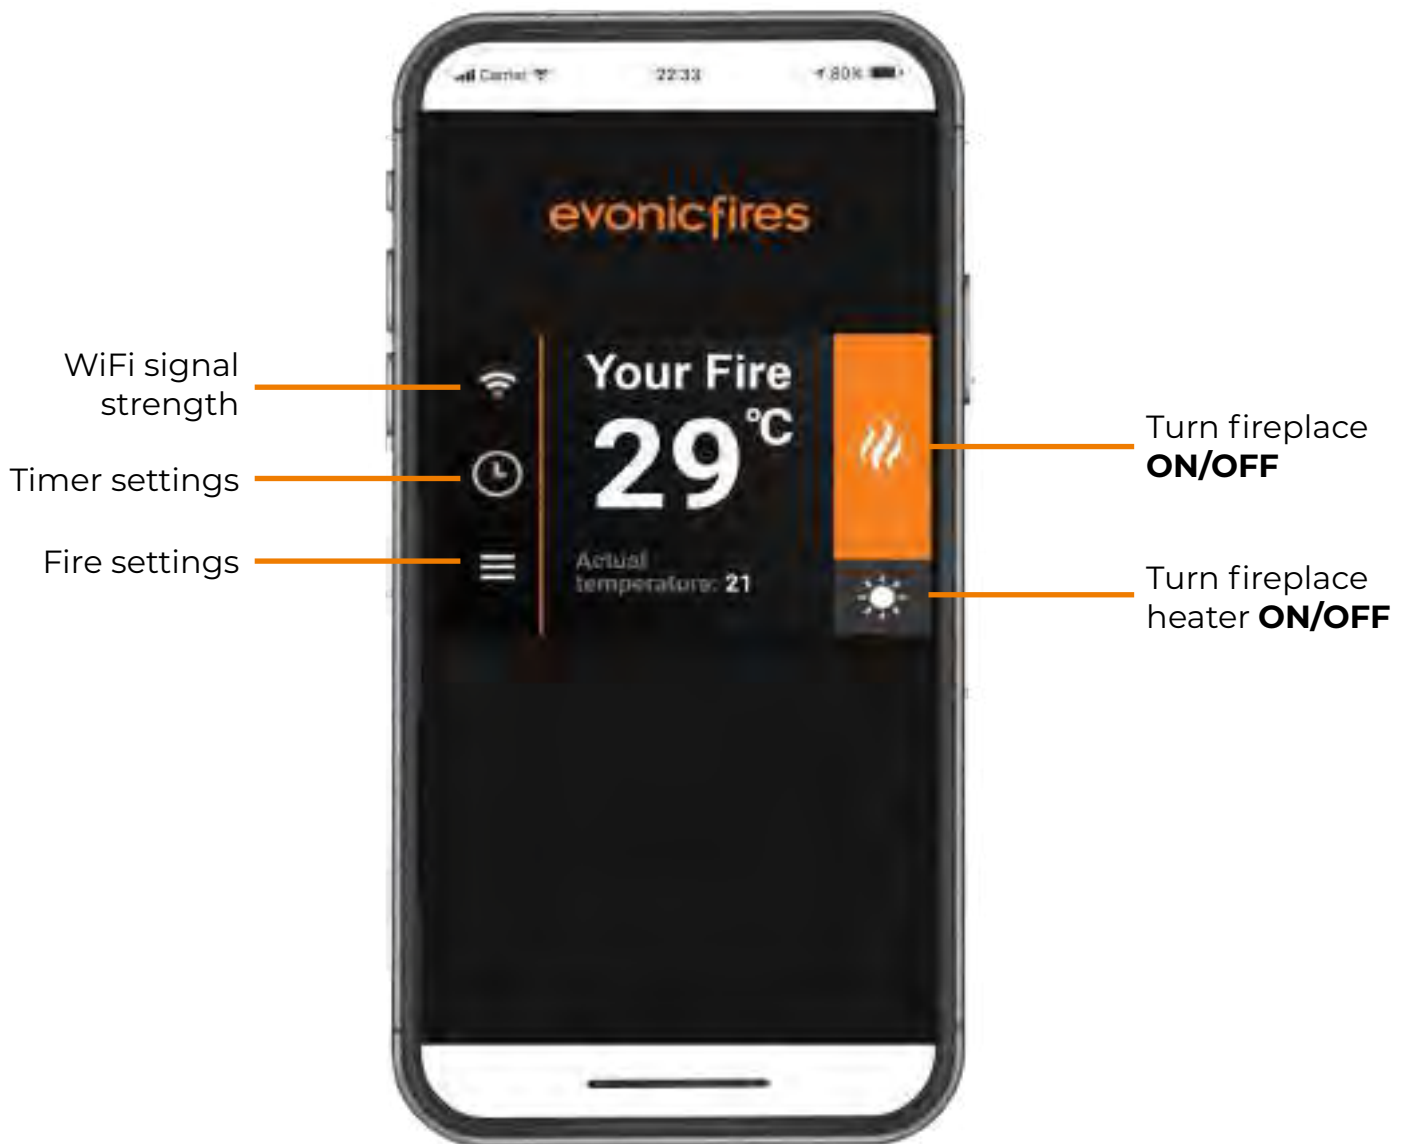 Carrier 22:33 80%
evonicfires
WiFi signal
strength
Timer settings
Fire settings
Your Fire
29 °C
Actual
temperature: 21
Turn fireplace
ON/OFF
Turn fireplace
heater ON/OFF